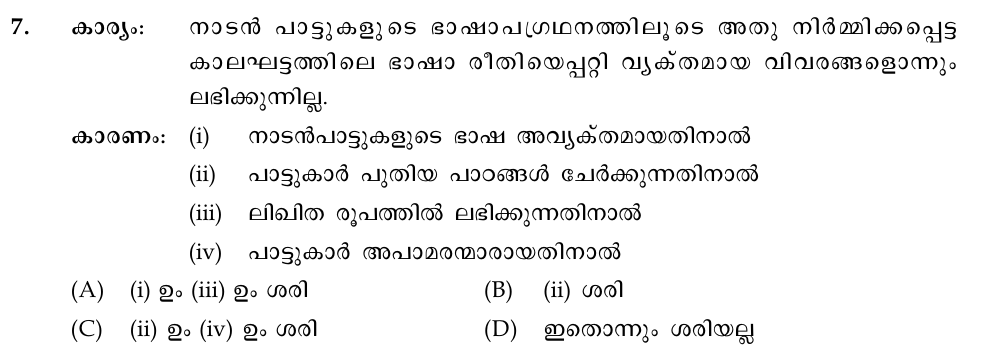 7. കാര്യം: നാടൻ പാട്ടുകളുടെ ഭാഷാപഗ്രഥനത്തിലൂടെ അതു നിർമ്മിക്കപ്പെട്ട
കാലഘട്ടത്തിലെ ഭാഷാ രീതിയെപ്പറ്റി വ്യക്തമായ വിവരങ്ങളൊന്നും
ലഭിക്കുന്നില്ല.
കാരണം: (i) നാടൻപാട്ടുകളുടെ ഭാഷ അവ്യക്തമായതിനാൽ
(ii) പാട്ടുകാർ പുതിയ പാഠങ്ങൾ ചേർക്കുന്നതിനാൽ
(iii) ലിഖിത രൂപത്തിൽ ലഭിക്കുന്നതിനാൽ
(iv) പാട്ടുകാർ അപാമരന്മാരായതിനാൽ
(A) (i) ഉം (iii) ഉം ശരി (B) (ii) ശരി
(C) (ii) ഉം (iv) ഉം ശരി (D) ഇതൊന്നും ശരിയല്ല